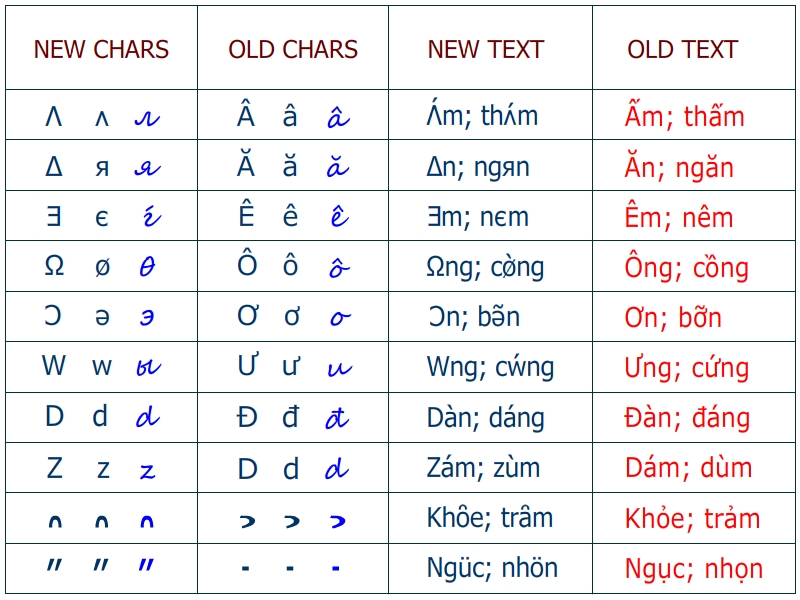 NEW CHARS OLD CHARS NEW TEXT OLD TEXT
Λ ʌ ʌ Â â â Λ́m; thʌ́m Ấm; thấm
Δ я я Ă ă ă Δn; ngяn Ăn; ngăn
Ǝ є έ Ê ê ê Ǝm; nєm Êm; nêm
Ω ø θ Ô ô ô Ωng; cø̀ng Ông; cồng
Ɔ ə э Ơ ơ ơ Ɔn; bə̃n Ơn; bỡn
W w ы Ư ư ư Wng; cẃng Ưng; cứng
D d d Đ đ đ Dàn; dáng Đàn; đáng
Z z z D d d Zám; zùm Dám; dùm
Khôe; trâm Khỏe; trảm
〃 〃 〃 - - - Ngüc; nhön Ngục; nhọn